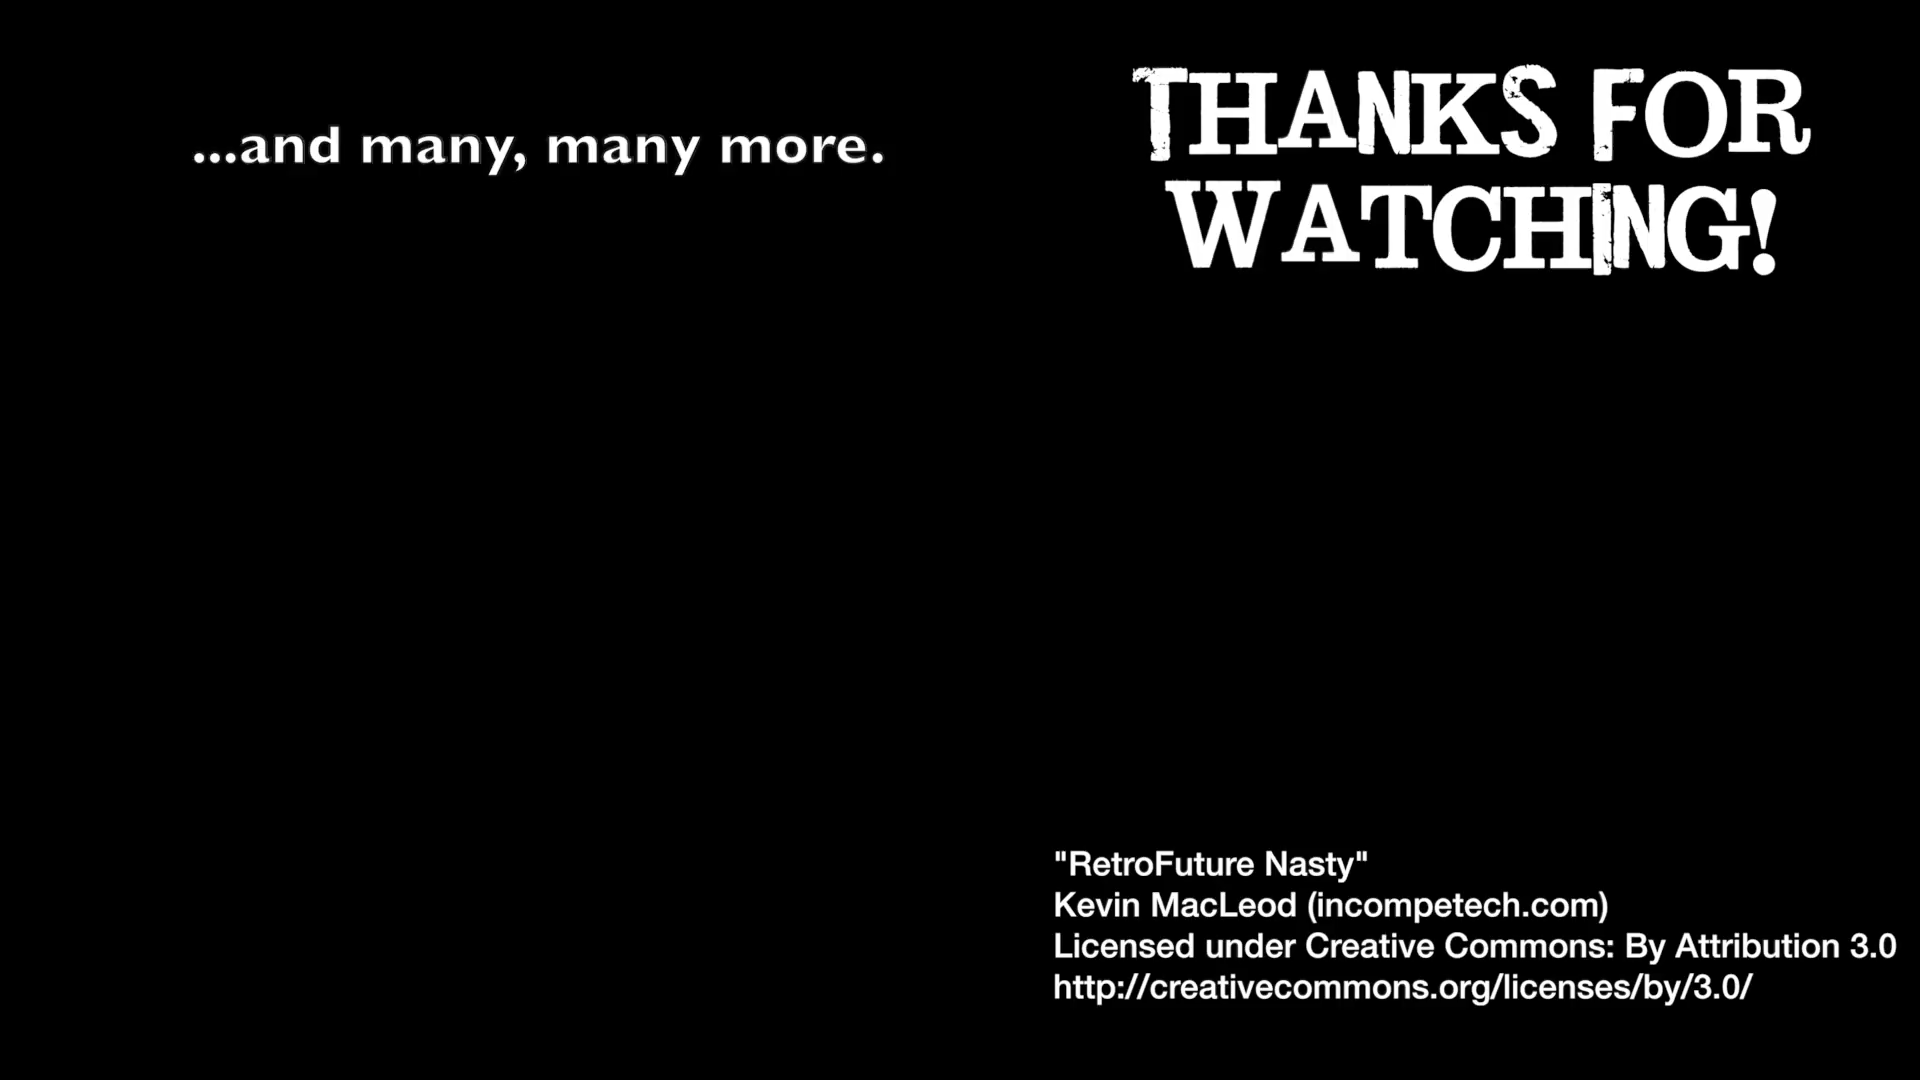 ...and many, many more.
THANKS FOR
WATCHING!
"RetroFuture Nasty"
Kevin MacLeod (incompetech.com)
Licensed under Creative Commons: By Attribution 3.0
http://creativecommons.org/licenses/by/3.0/